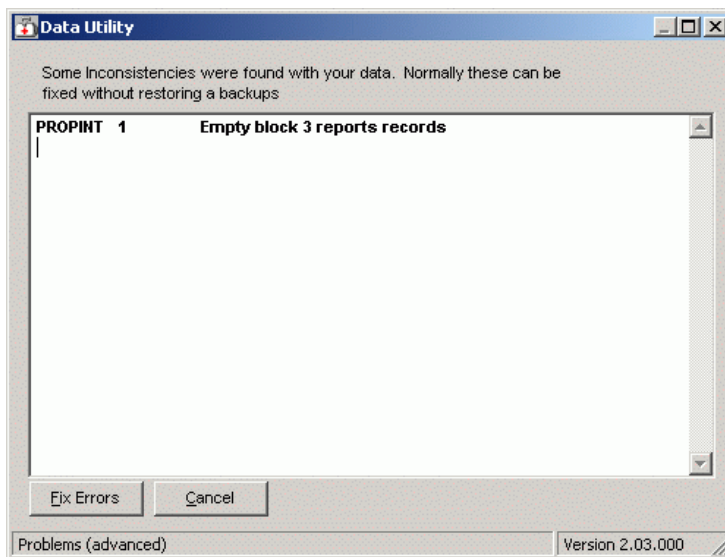 Data Utility
Some Inconsistencies were found with your data. Normally these can be
fixed without restoring a backups
PROPINT 1 Empty block 3 reports records
Fix Errors
Cancel
Problems (advanced)
Version 2.03.000